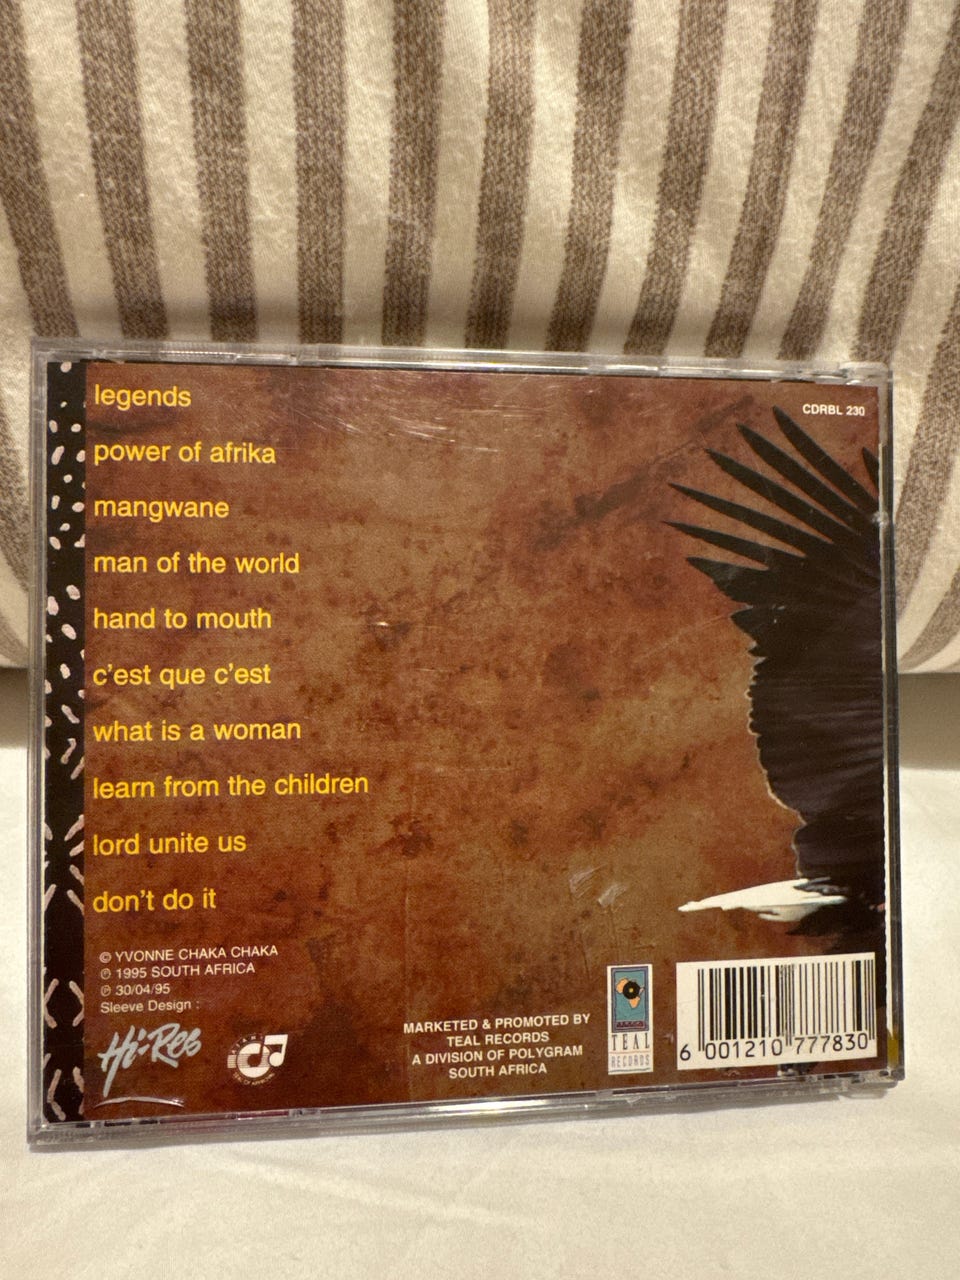 CDRBL 230
legends
power of afrika
mangwane
man of the world
hand to mouth
c'est que c'est
what is a woman
learn from the children
lord unite us
don't do it
© YVONNE CHAKA CHAKA
℗ 1995 SOUTH AFRICA
℗ 30/04/95
Sleeve Design :
Hi-Res
MARKETED & PROMOTED BY
TEAL RECORDS
A DIVISION OF POLYGRAM
SOUTH AFRICA
TEAL
RECORDS
6 001210 777830